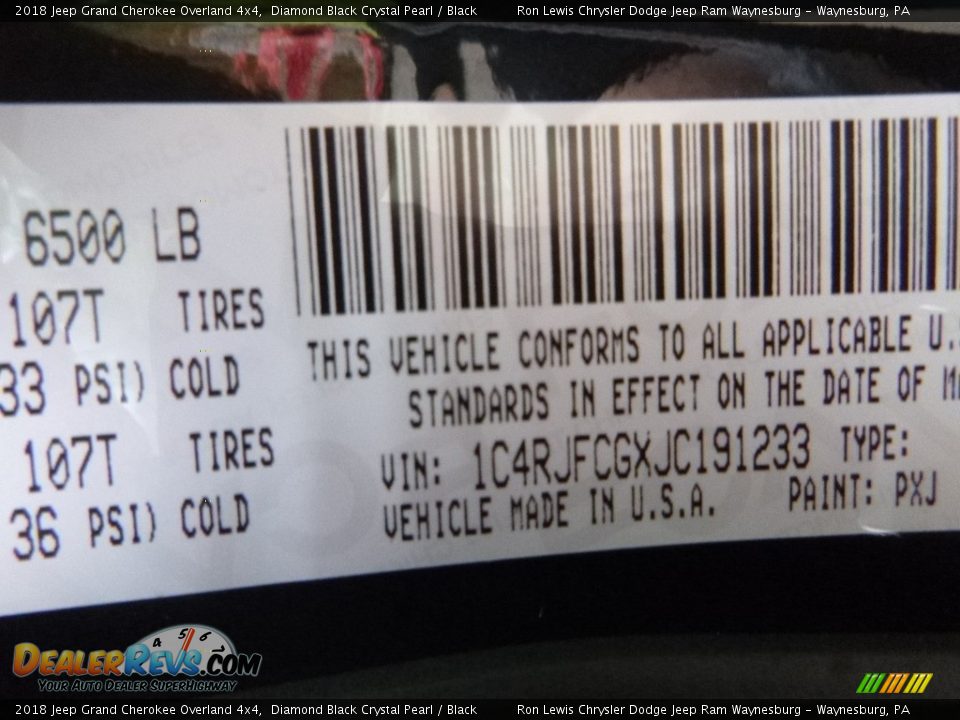 2018 Jeep Grand Cherokee Overland 4x4, Diamond Black Crystal Pearl / Black Ron Lewis Chrysler Dodge Jeep Ram Waynesburg - Waynesburg, PA
6500 LB
107T TIRES
33 PSI) COLD
107T TIRES
36 PSI) COLD
THIS VEHICLE CONFORMS TO ALL APPLICABLE U.S
STANDARDS IN EFFECT ON THE DATE OF MA
VIN: 1C4RJFCGXJC191233 TYPE:
VEHICLE MADE IN U.S.A. PAINT: PXJ
4 5 6
DEALERREVS.COM
Your Auto Dealer SuperHighway
2018 Jeep Grand Cherokee Overland 4x4, Diamond Black Crystal Pearl / Black Ron Lewis Chrysler Dodge Jeep Ram Waynesburg - Waynesburg, PA